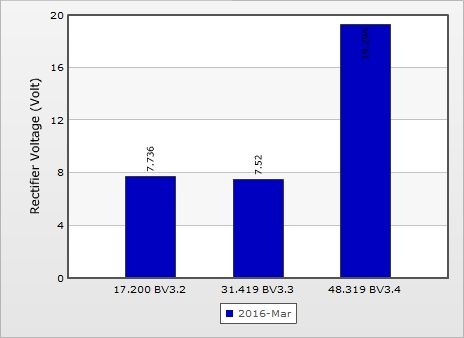 20
16
12
8
4
0
Rectifier Voltage (Volt)
7.736
7.52
17.200 BV3.2
31.419 BV3.3
48.319 BV3.4
2016-Mar